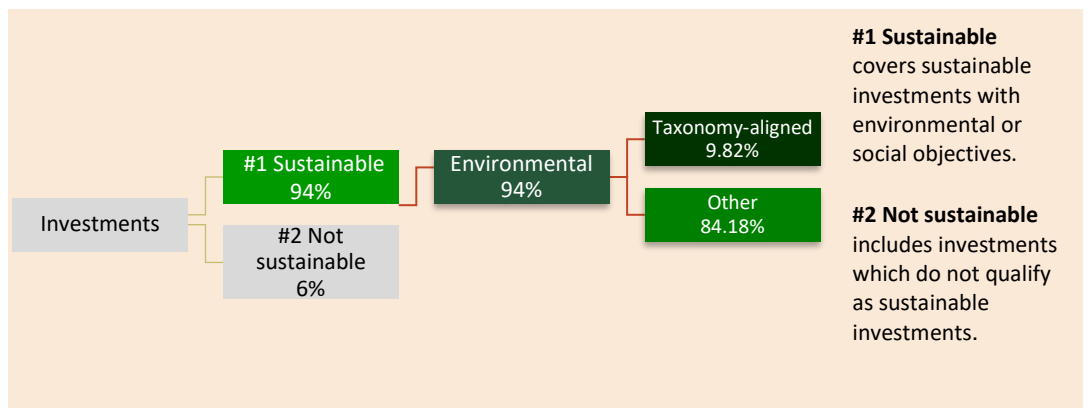 Investments
#1 Sustainable
94%
#2 Not
sustainable
6%
Environmental
94%
Taxonomy-aligned
9.82%
Other
84.18%
#1 Sustainable
covers sustainable
investments with
environmental or
social objectives.
#2 Not sustainable
includes investments
which do not qualify
as sustainable
investments.